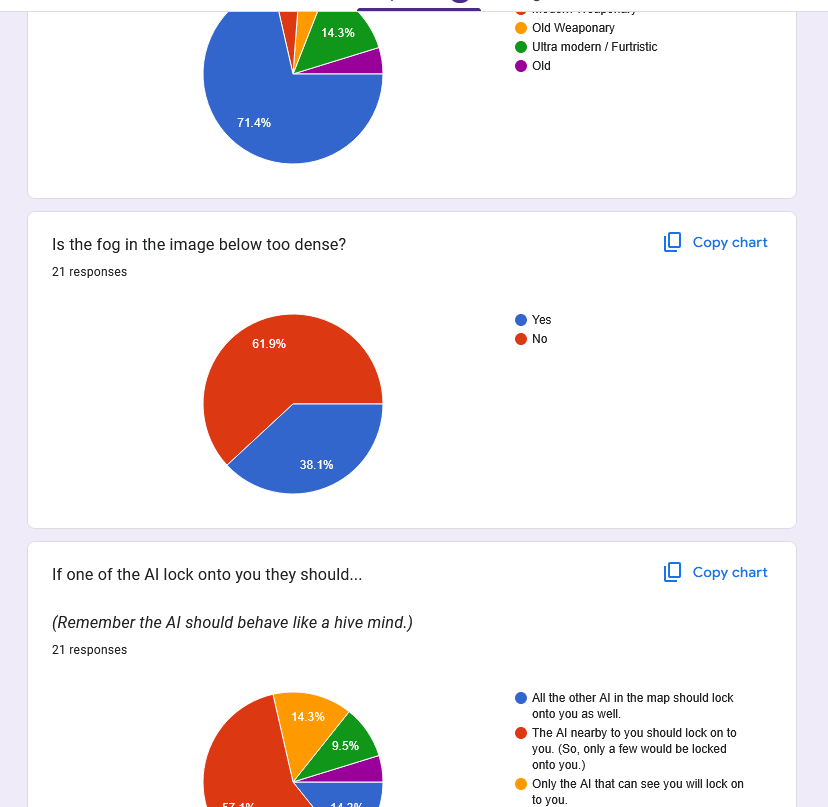 14.3%
Old Weaponary
Ultra modern / Furtristic
Old
71.4%
Is the fog in the image below too dense?
Copy chart
21 responses
Yes
No
61.9%
38.1%
If one of the AI lock onto you they should...
Copy chart
(Remember the AI should behave like a hive mind.)
21 responses
All the other AI in the map should lock
onto you as well.
14.3%
The AI nearby to you should lock on to
you. (So, only a few would be locked
onto you.)
9.5%
Only the AI that can see you will lock on
to you.
57.1%